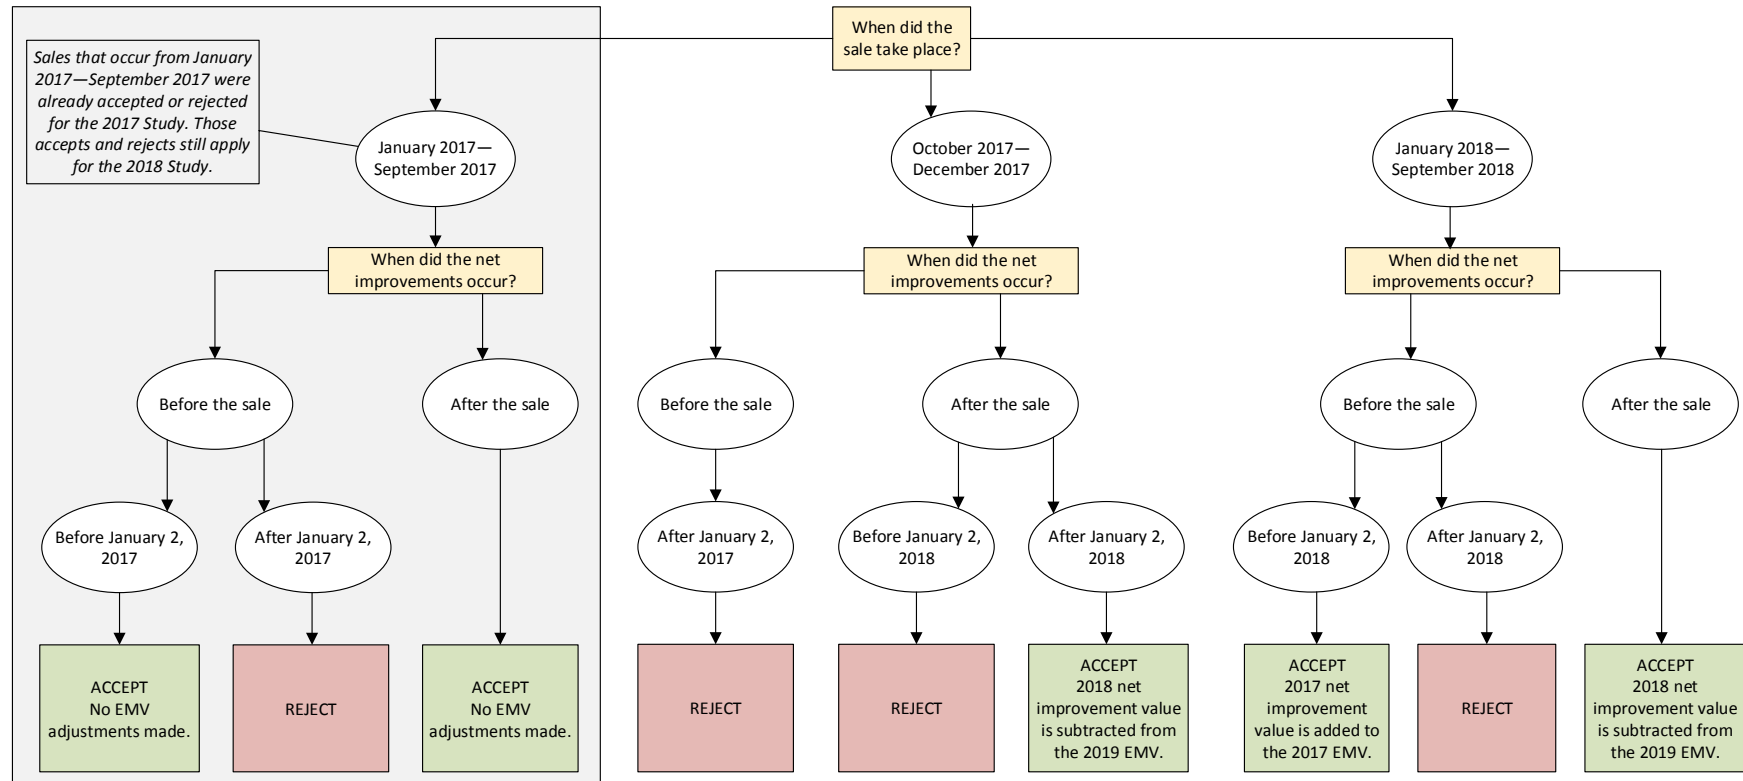 When did the
sale take place?
Sales that occur from January
2017—September 2017 were
already accepted or rejected
for the 2017 Study. Those
accepts and rejects still apply
for the 2018 Study.
January 2017—
September 2017
October 2017—
December 2017
January 2018—
September 2018
When did the net
improvements occur?
When did the net
improvements occur?
When did the net
improvements occur?
Before the sale
After the sale
Before the sale
After the sale
Before the sale
After the sale
Before January 2,
2017
After January 2,
2017
After January 2,
2017
Before January 2,
2018
After January 2,
2018
Before January 2,
2018
After January 2,
2018
ACCEPT
No EMV
adjustments made.
REJECT
ACCEPT
No EMV
adjustments made.
REJECT
REJECT
ACCEPT
2018 net
improvement value
is subtracted from
the 2019 EMV.
ACCEPT
2017 net
improvement
value is added to
the 2017 EMV.
REJECT
ACCEPT
2018 net
improvement value
is subtracted from
the 2019 EMV.